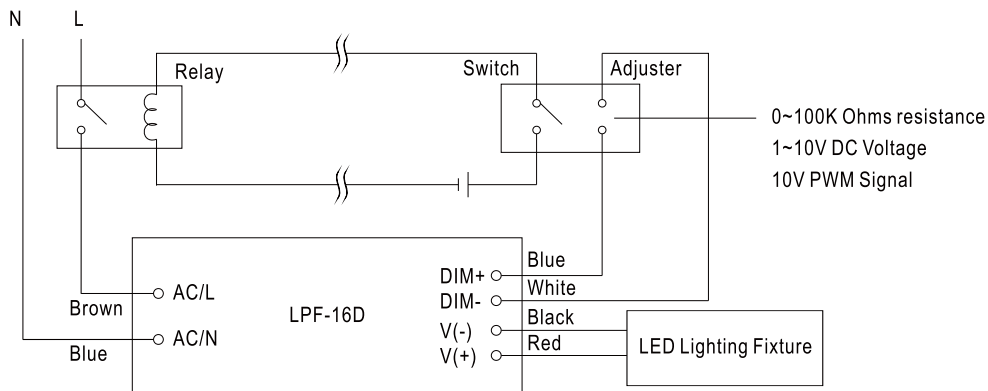 N
L
Relay
Switch
Adjuster
0~100K Ohms resistance
1~10V DC Voltage
10V PWM Signal
Blue
DIM+
White
DIM-
AC/L
Brown
LPF-16D
Black
V(-)
Red
V(+)
AC/N
Blue
LED Lighting Fixture